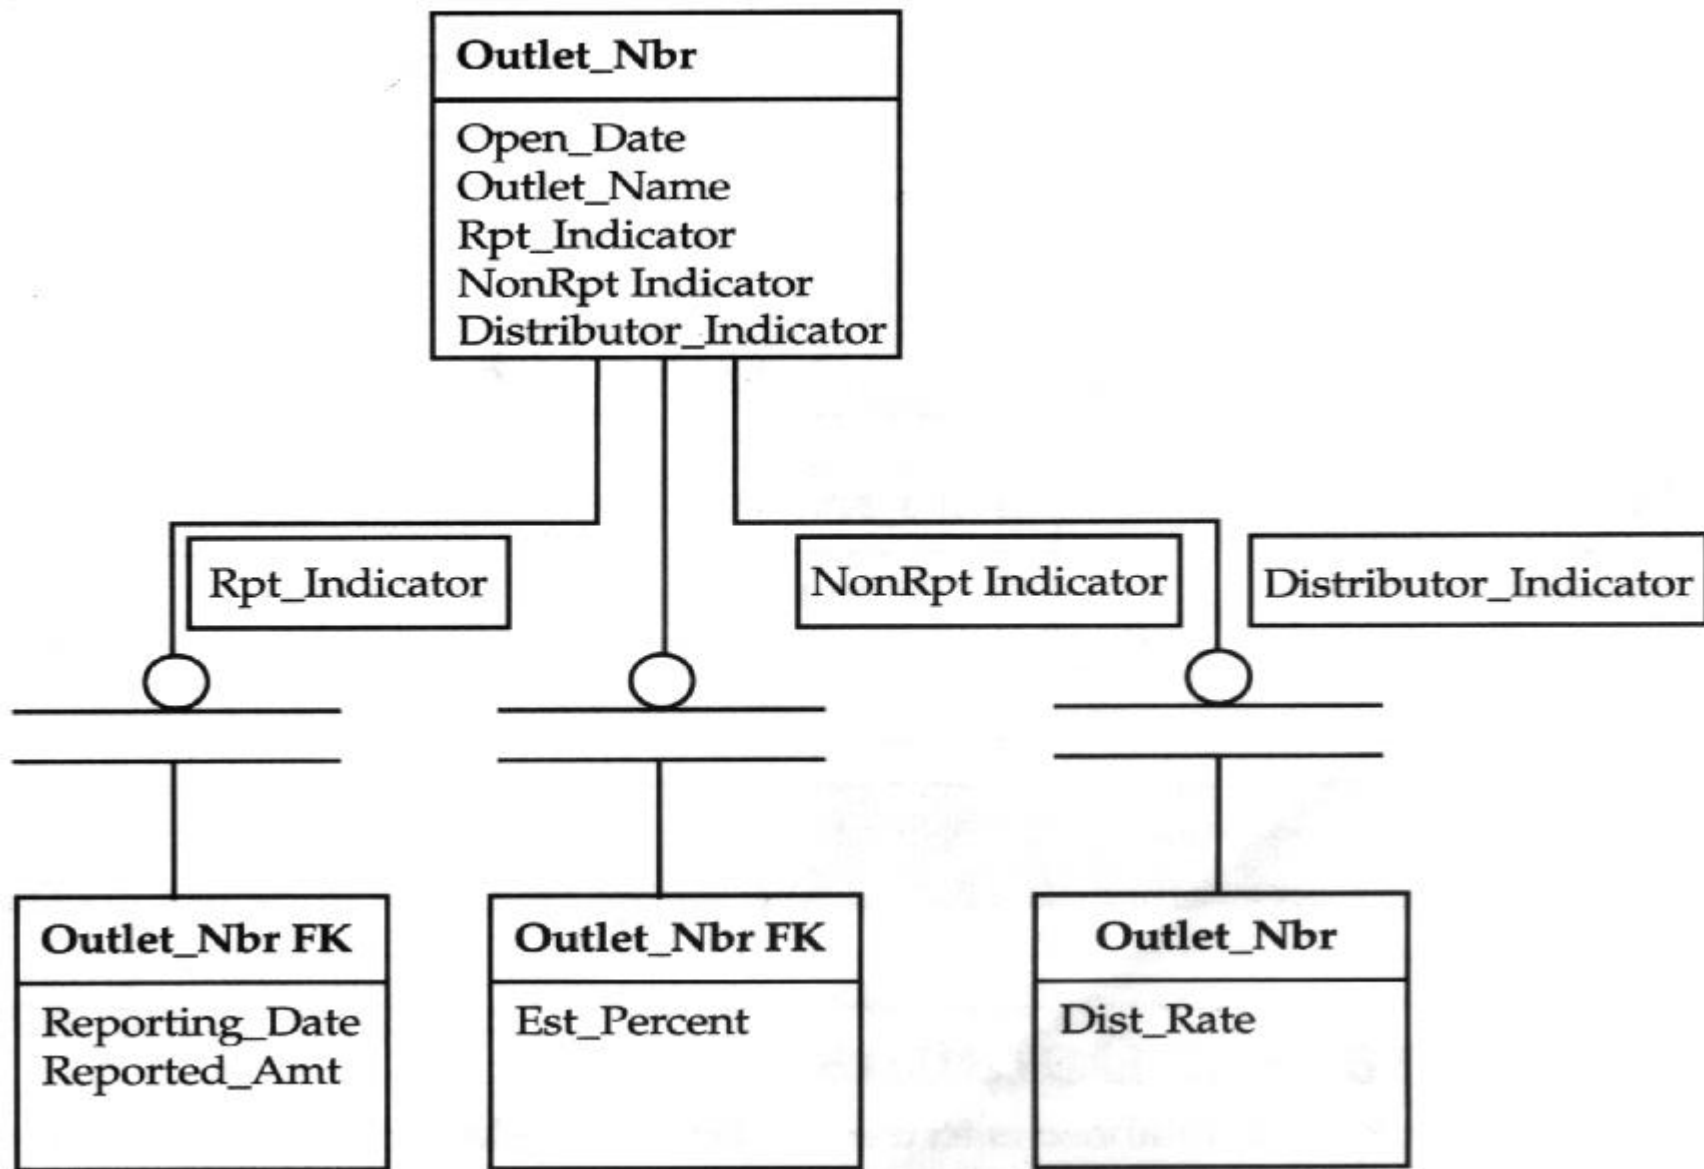 Outlet_Nbr
Open_Date
Outlet_Name
Rpt_Indicator
NonRpt Indicator
Distributor_Indicator
Rpt_Indicator
NonRpt Indicator
Distributor_Indicator
Outlet_Nbr FK
Reporting_Date
Reported_Amt
Outlet_Nbr FK
Est_Percent
Outlet_Nbr
Dist_Rate